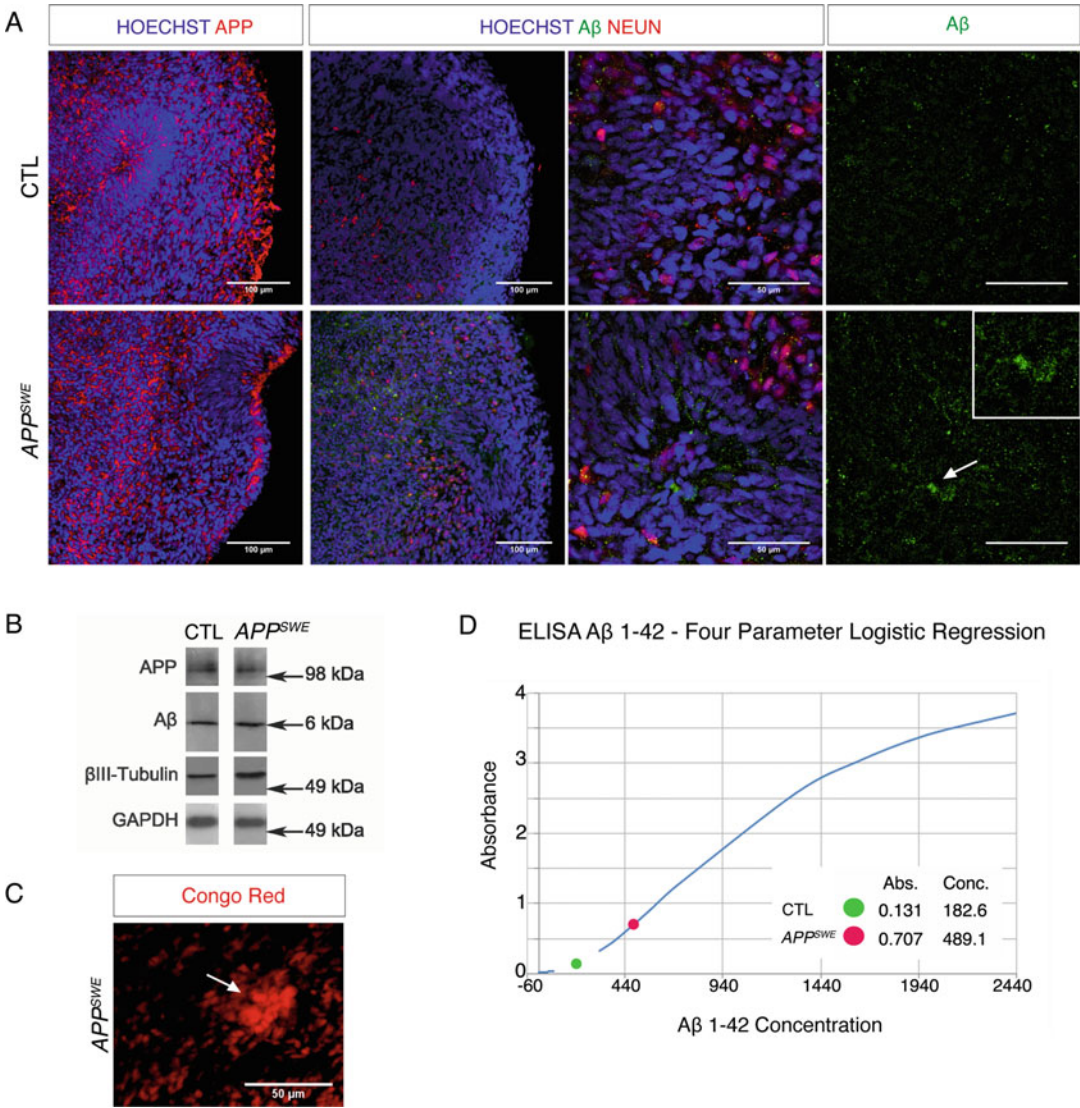 A
HOECHST APP
HOECHST Aβ NEUN
Aβ
CTL
100 µm
100 µm
50 µm
APPSWE
100 µm
100 µm
50 µm
B
CTL APPSWE
APP
98 kDa
Aβ
6 kDa
βIII-Tubulin
49 kDa
GAPDH
49 kDa
C
Congo Red
APPSWE
50 µm
D
ELISA Aβ 1-42 - Four Parameter Logistic Regression
Absorbance
4
3
2
1
0
-60 440 940 1440 1940 2440
Aβ 1-42 Concentration
Abs. Conc.
CTL 0.131 182.6
APPSWE 0.707 489.1